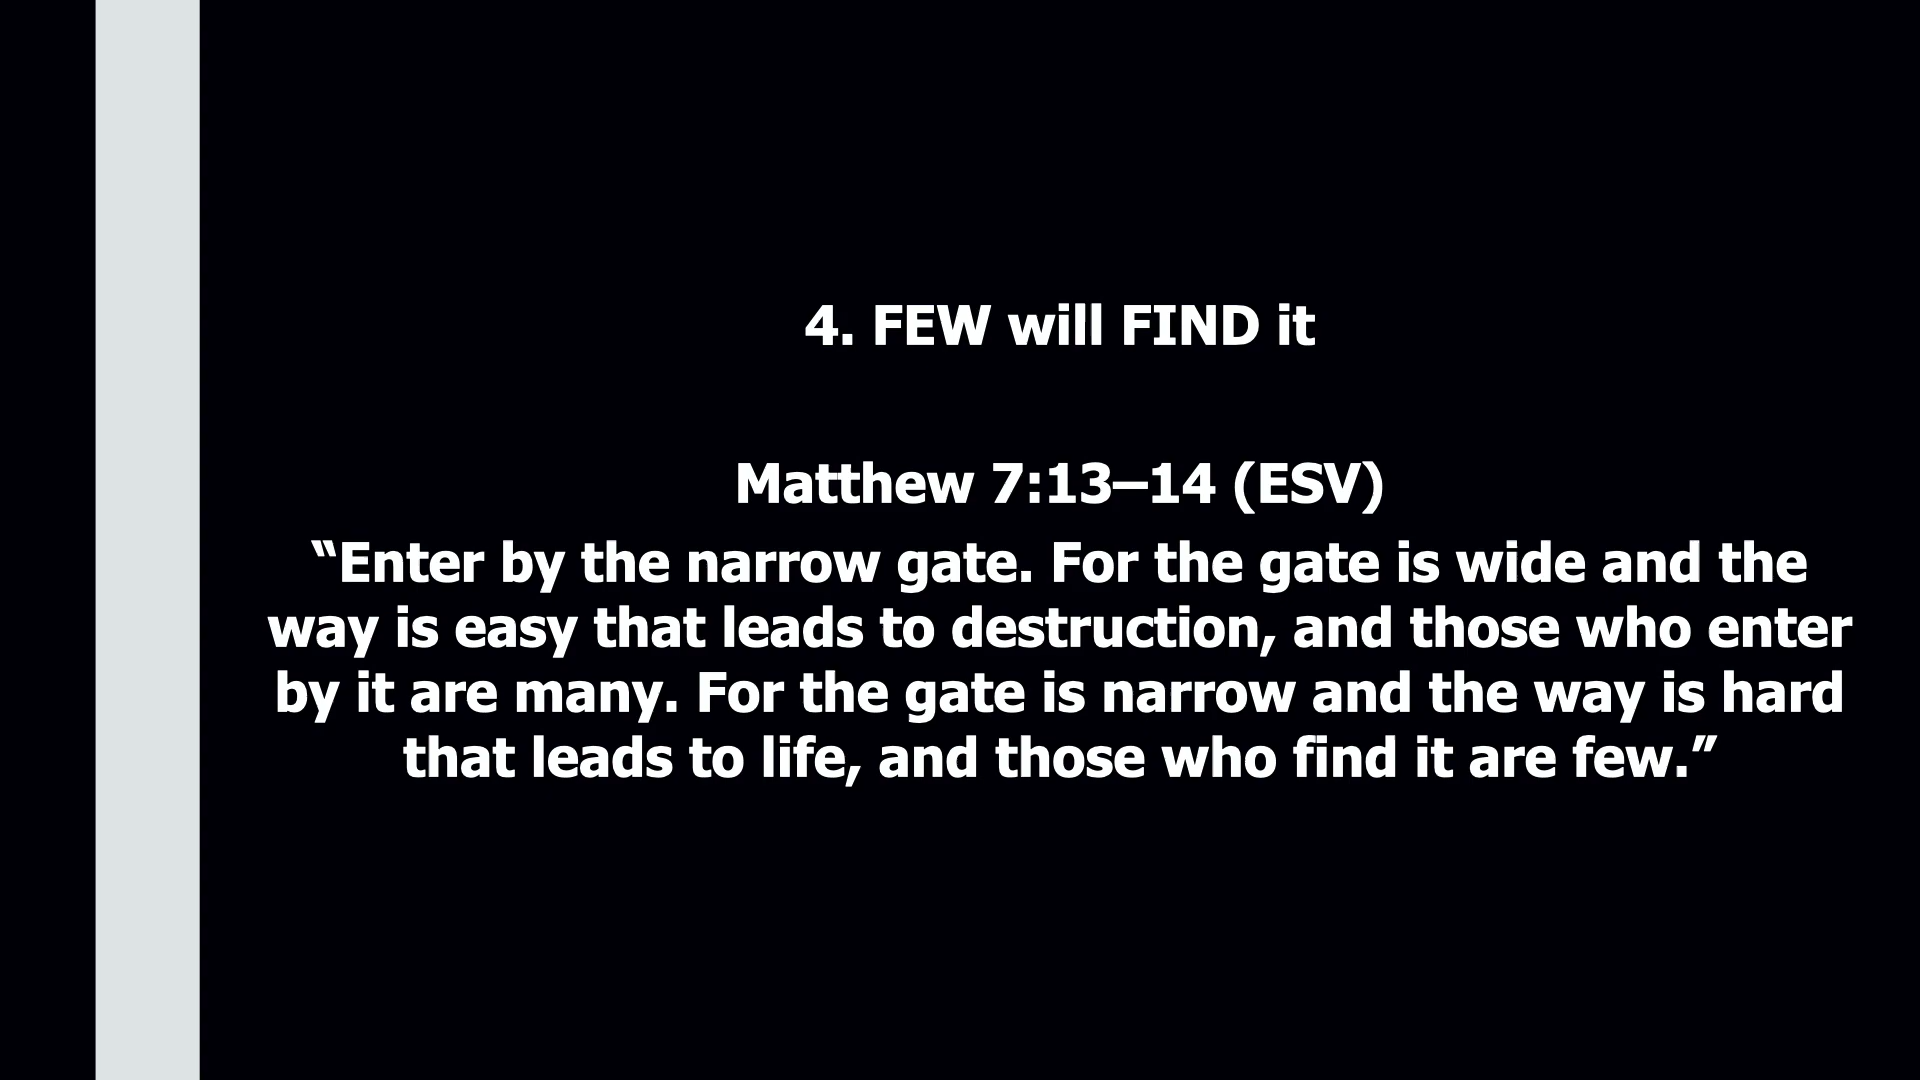 4. FEW will FIND it
Matthew 7:13–14 (ESV)
“Enter by the narrow gate. For the gate is wide and the
way is easy that leads to destruction, and those who enter
by it are many. For the gate is narrow and the way is hard
that leads to life, and those who find it are few.”